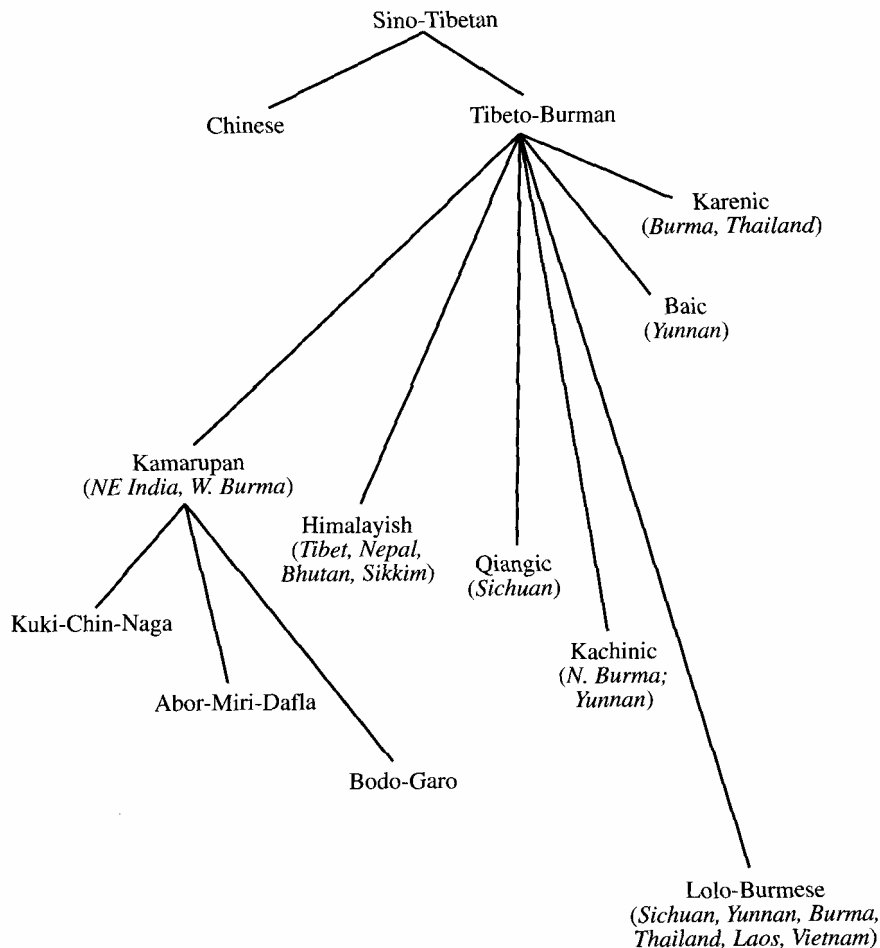 Sino-Tibetan
Chinese
Tibeto-Burman
Karenic
(Burma, Thailand)
Baic
(Yunnan)
Kamarupan
(NE India, W. Burma)
Himalayish
(Tibet, Nepal,
Bhutan, Sikkim)
Qiangic
(Sichuan)
Kuki-Chin-Naga
Kachinic
(N. Burma;
Yunnan)
Abor-Miri-Dafla
Bodo-Garo
Lolo-Burmese
(Sichuan, Yunnan, Burma,
Thailand, Laos, Vietnam)